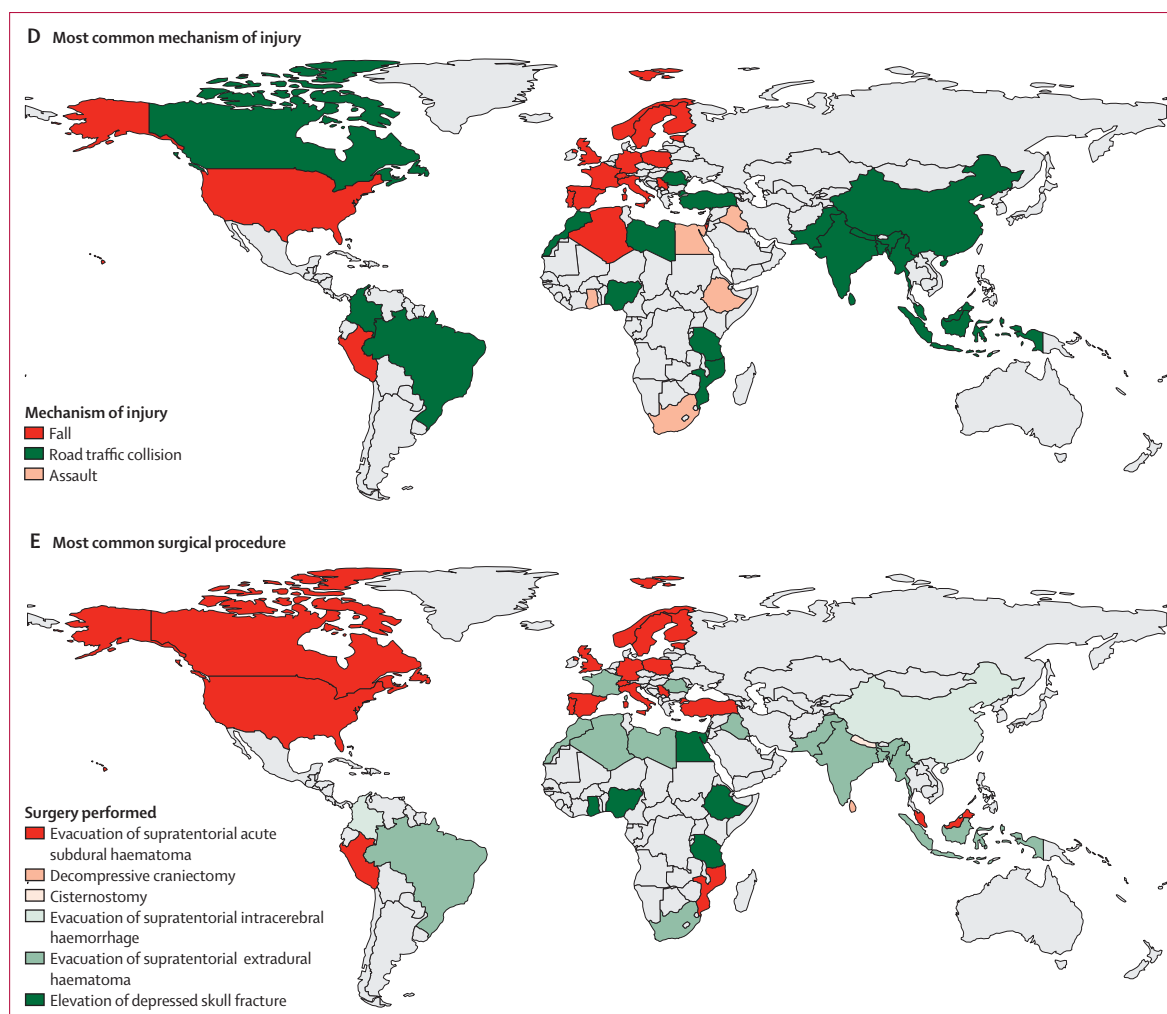 D Most common mechanism of injury
Mechanism of injury
Fall
Road traffic collision
Assault
E Most common surgical procedure
Surgery performed
Evacuation of supratentorial acute
subdural haematoma
Decompressive craniectomy
Cisternostomy
Evacuation of supratentorial intracerebral
haemorrhage
Evacuation of supratentorial extradural
haematoma
Elevation of depressed skull fracture